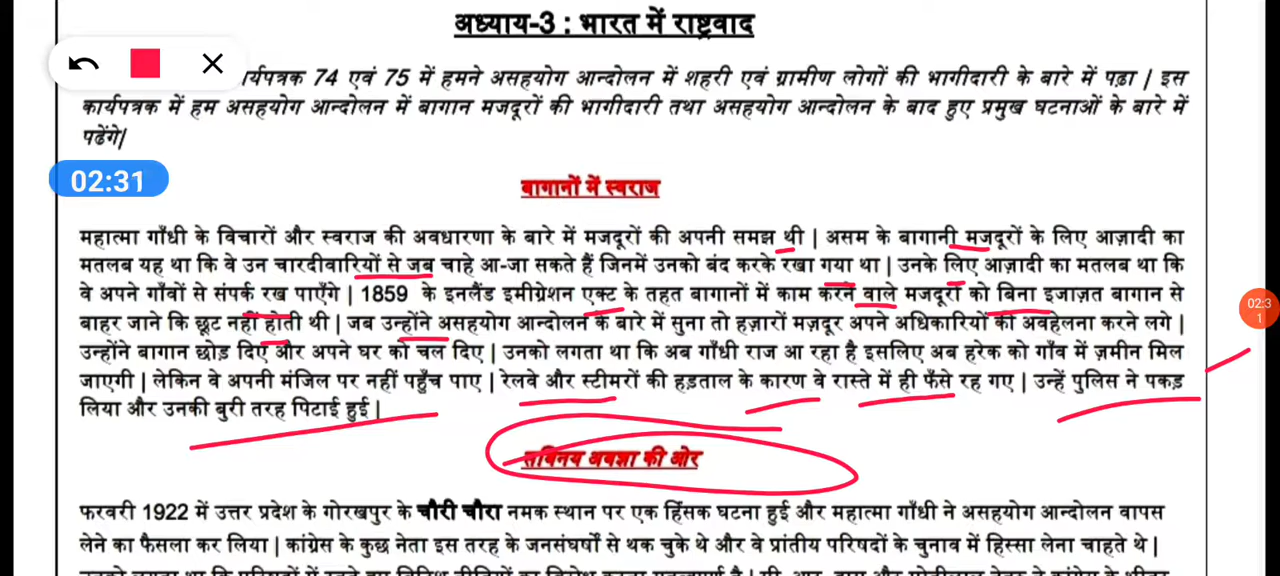 अध्याय-3 : भारत में राष्ट्रवाद
र्यपत्रक 74 एवं 75 में हमने असहयोग आन्दोलन में शहरी एवं ग्रामीण लोगों की भागीदारी के बारे में पढ़ा | इस
कार्यपत्रक में हम असहयोग आन्दोलन में बागान मजदूरों की भागीदारी तथा असहयोग आन्दोलन के बाद हुए प्रमुख घटनाओं के बारे में
पढेंगे|
02:31
बागानों में स्वराज
महात्मा गाँधी के विचारों और स्वराज की अवधारणा के बारे में मजदूरों की अपनी समझ थी | असम के बागानी मजदूरों के लिए आज़ादी का
मतलब यह था कि वे उन चारदीवारियों से जब चाहे आ-जा सकते हैं जिनमें उनको बंद करके रखा गया था | उनके लिए आज़ादी का मतलब था कि
वे अपने गाँवों से संपर्क रख पाएँगे | 1859 के इनलैंड इमीग्रेशन एक्ट के तहत बागानों में काम करने वाले मजदूरों को बिना इजाज़त बागान से
02:3
1
बाहर जाने कि छूट नहीं होती थी | जब उन्होंने असहयोग आन्दोलन के बारे में सुना तो हज़ारों मज़दूर अपने अधिकारियों की अवहेलना करने लगे |
उन्होंने बागान छोड़ दिए और अपने घर को चल दिए | उनको लगता था कि अब गाँधी राज आ रहा है इसलिए अब हरेक को गाँव में ज़मीन मिल
जाएगी | लेकिन वे अपनी मंजिल पर नहीं पहुँच पाए | रेलवे और स्टीमरों की हड़ताल के कारण वे रास्ते में ही फँसे रह गए | उन्हें पुलिस ने पकड़
लिया और उनकी बुरी तरह पिटाई हुई |
सविनय अवज्ञा की ओर
फरवरी 1922 में उत्तर प्रदेश के गोरखपुर के चौरी चौरा नमक स्थान पर एक हिंसक घटना हुई और महात्मा गाँधी ने असहयोग आन्दोलन वापस
लेने का फैसला कर लिया | कांग्रेस के कुछ नेता इस तरह के जनसंघर्षों से थक चुके थे और वे प्रांतीय परिषदों के चुनाव में हिस्सा लेना चाहते थे |